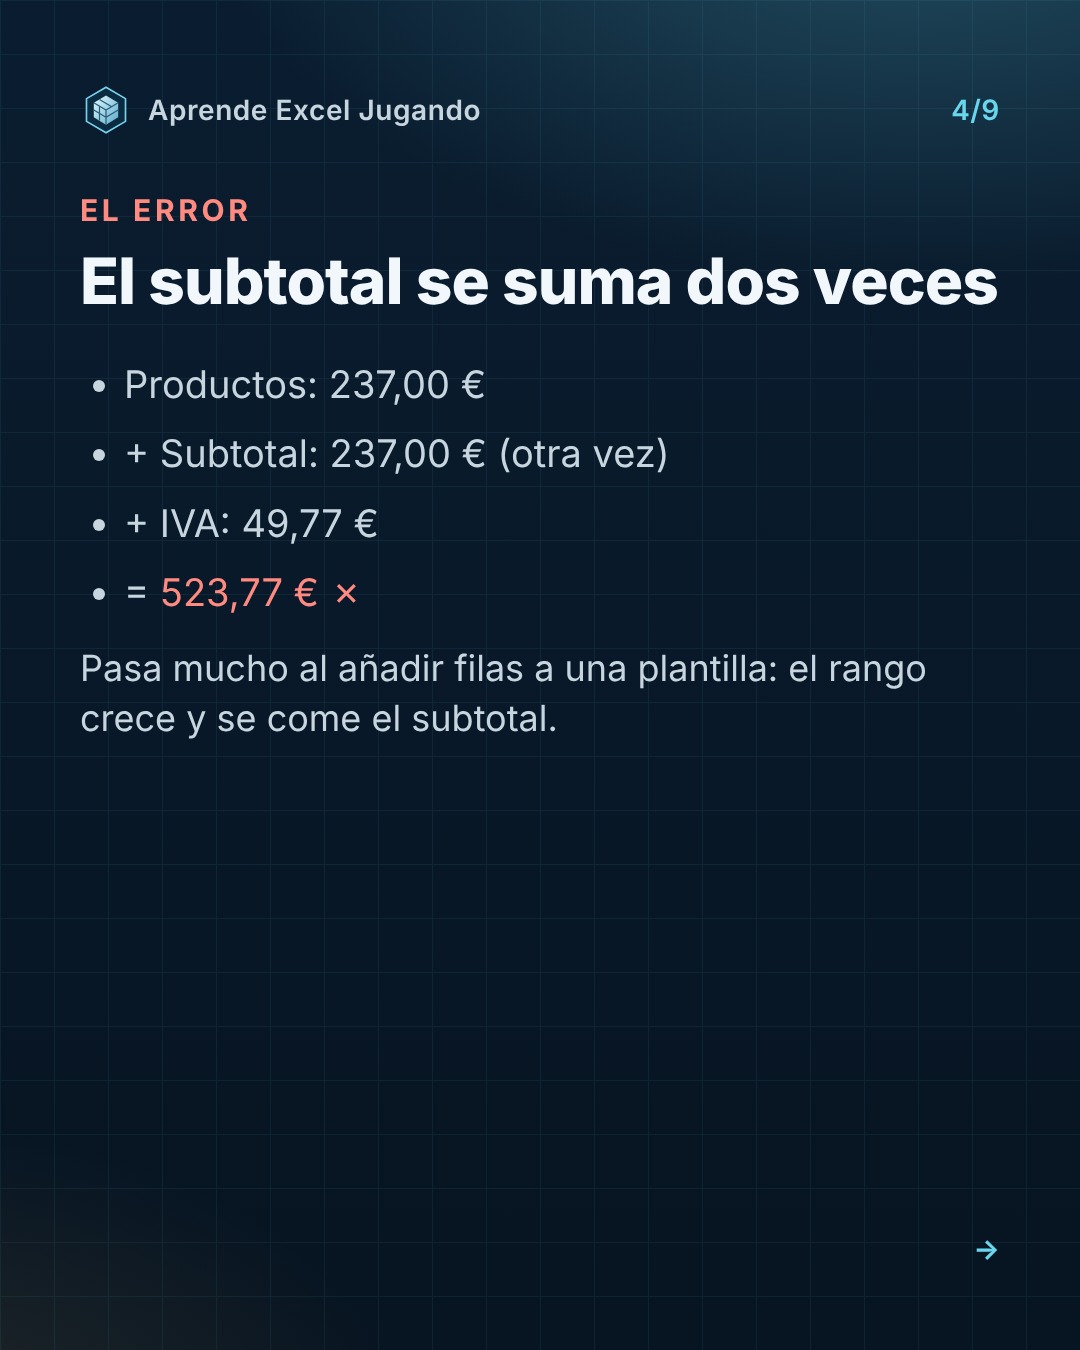 Aprende Excel Jugando
4/9
EL ERROR
El subtotal se suma dos veces
• Productos: 237,00 €
• + Subtotal: 237,00 € (otra vez)
• + IVA: 49,77 €
• = 523,77 € ×
Pasa mucho al añadir filas a una plantilla: el rango
crece y se come el subtotal.
→